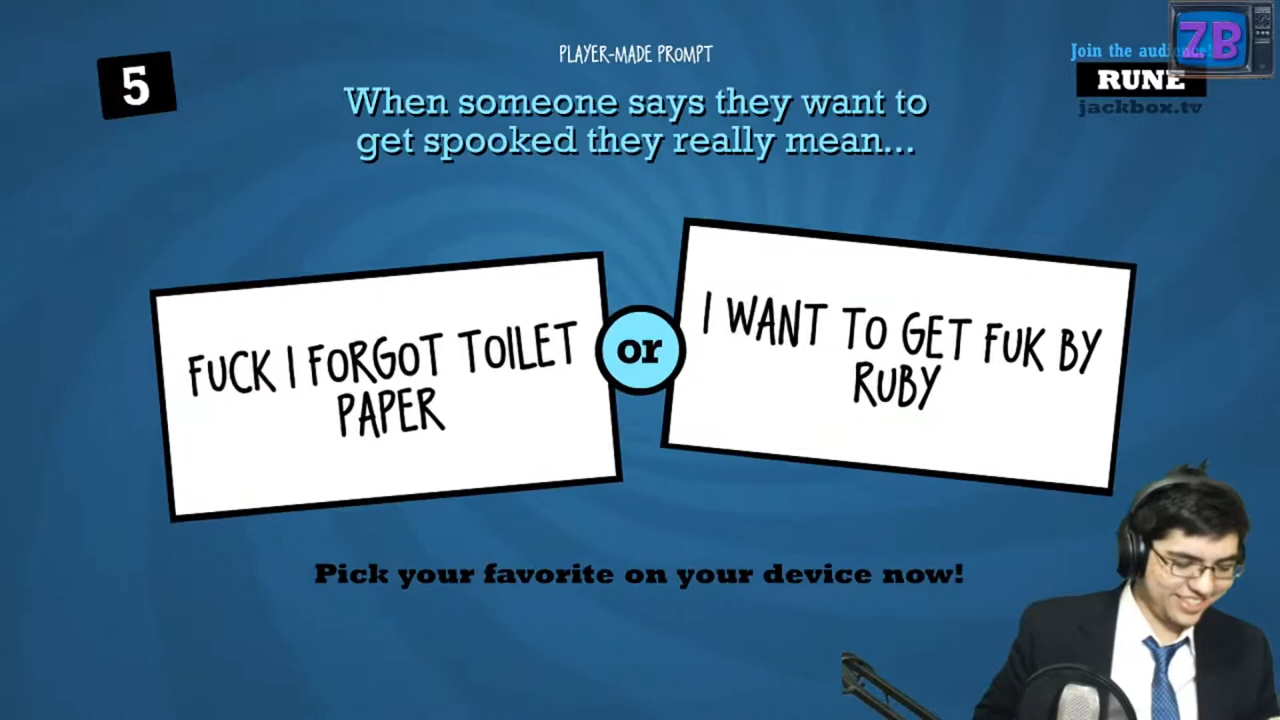 5
PLAYER-MADE PROMPT
When someone says they want to
get spooked they really mean...
ZB
Join the audience!
RUNE
jackbox.tv
FUCK I FORGOT TOILET
PAPER
or
I WANT TO GET FUK BY
RUBY
Pick your favorite on your device now!